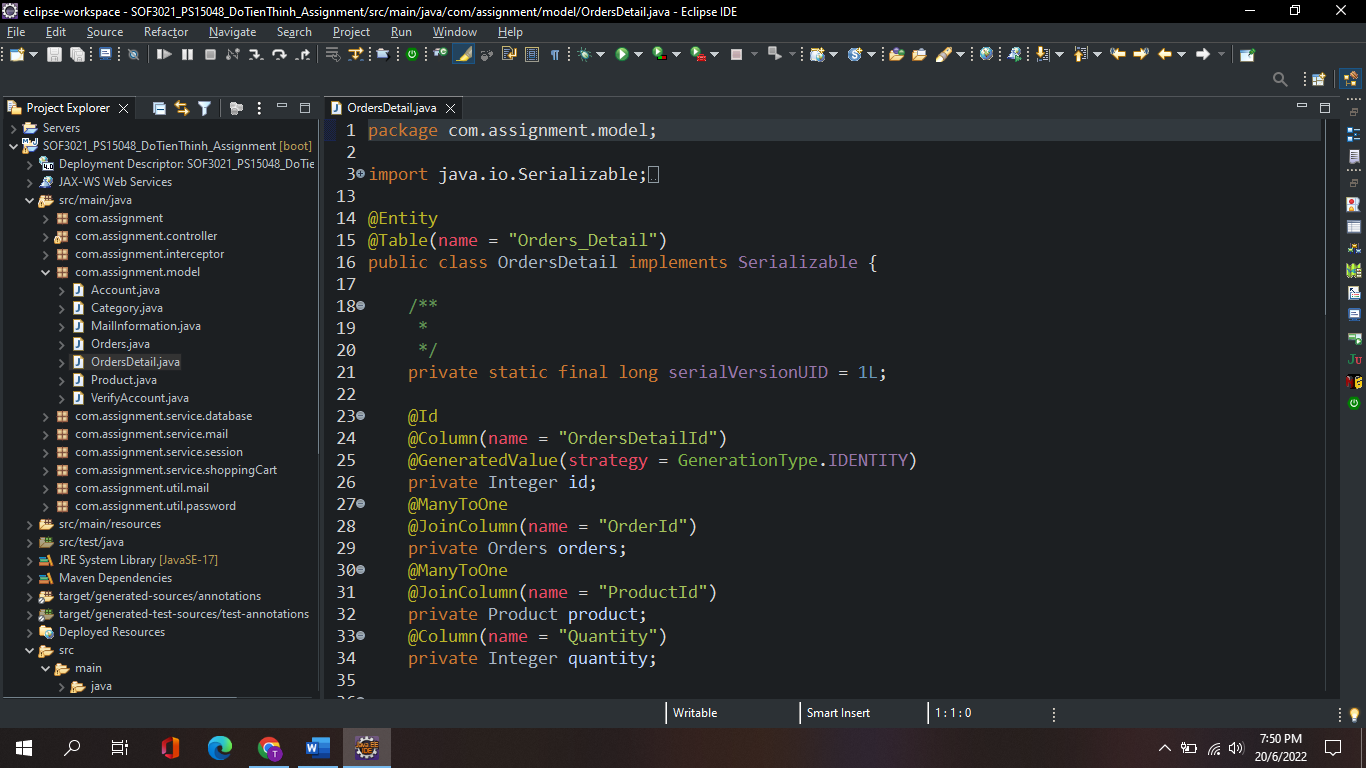 eclipse-workspace - SOF3021_PS15048_DoTienThinh_Assignment/src/main/java/com/assignment/model/OrdersDetail.java - Eclipse IDE
File Edit Source Refactor Navigate Search Project Run Window Help
Project Explorer
Servers
SOF3021_PS15048_DoTienThinh_Assignment [boot]
Deployment Descriptor: SOF3021_PS15048_DoTie
JAX-WS Web Services
src/main/java
com.assignment
com.assignment.controller
com.assignment.interceptor
com.assignment.model
Account.java
Category.java
MailInformation.java
Orders.java
OrdersDetail.java
Product.java
VerifyAccount.java
com.assignment.service.database
com.assignment.service.mail
com.assignment.service.session
com.assignment.service.shoppingCart
com.assignment.util.mail
com.assignment.util.password
src/main/resources
src/test/java
JRE System Library [JavaSE-17]
Maven Dependencies
target/generated-sources/annotations
target/generated-test-sources/test-annotations
Deployed Resources
src
main
java
OrdersDetail.java
1 package com.assignment.model;
2
3 import java.io.Serializable;
13
14 @Entity
15 @Table(name = "Orders_Detail")
16 public class OrdersDetail implements Serializable {
17
18 /**
19 *
20 */
21 private static final long serialVersionUID = 1L;
22
23 @Id
24 @Column(name = "OrdersDetailId")
25 @GeneratedValue(strategy = GenerationType.IDENTITY)
26 private Integer id;
27 @ManyToOne
28 @JoinColumn(name = "OrderId")
29 private Orders orders;
30 @ManyToOne
31 @JoinColumn(name = "ProductId")
32 private Product product;
33 @Column(name = "Quantity")
34 private Integer quantity;
35
Writable
Smart Insert
1 : 1 : 0
7:50 PM
20/6/2022